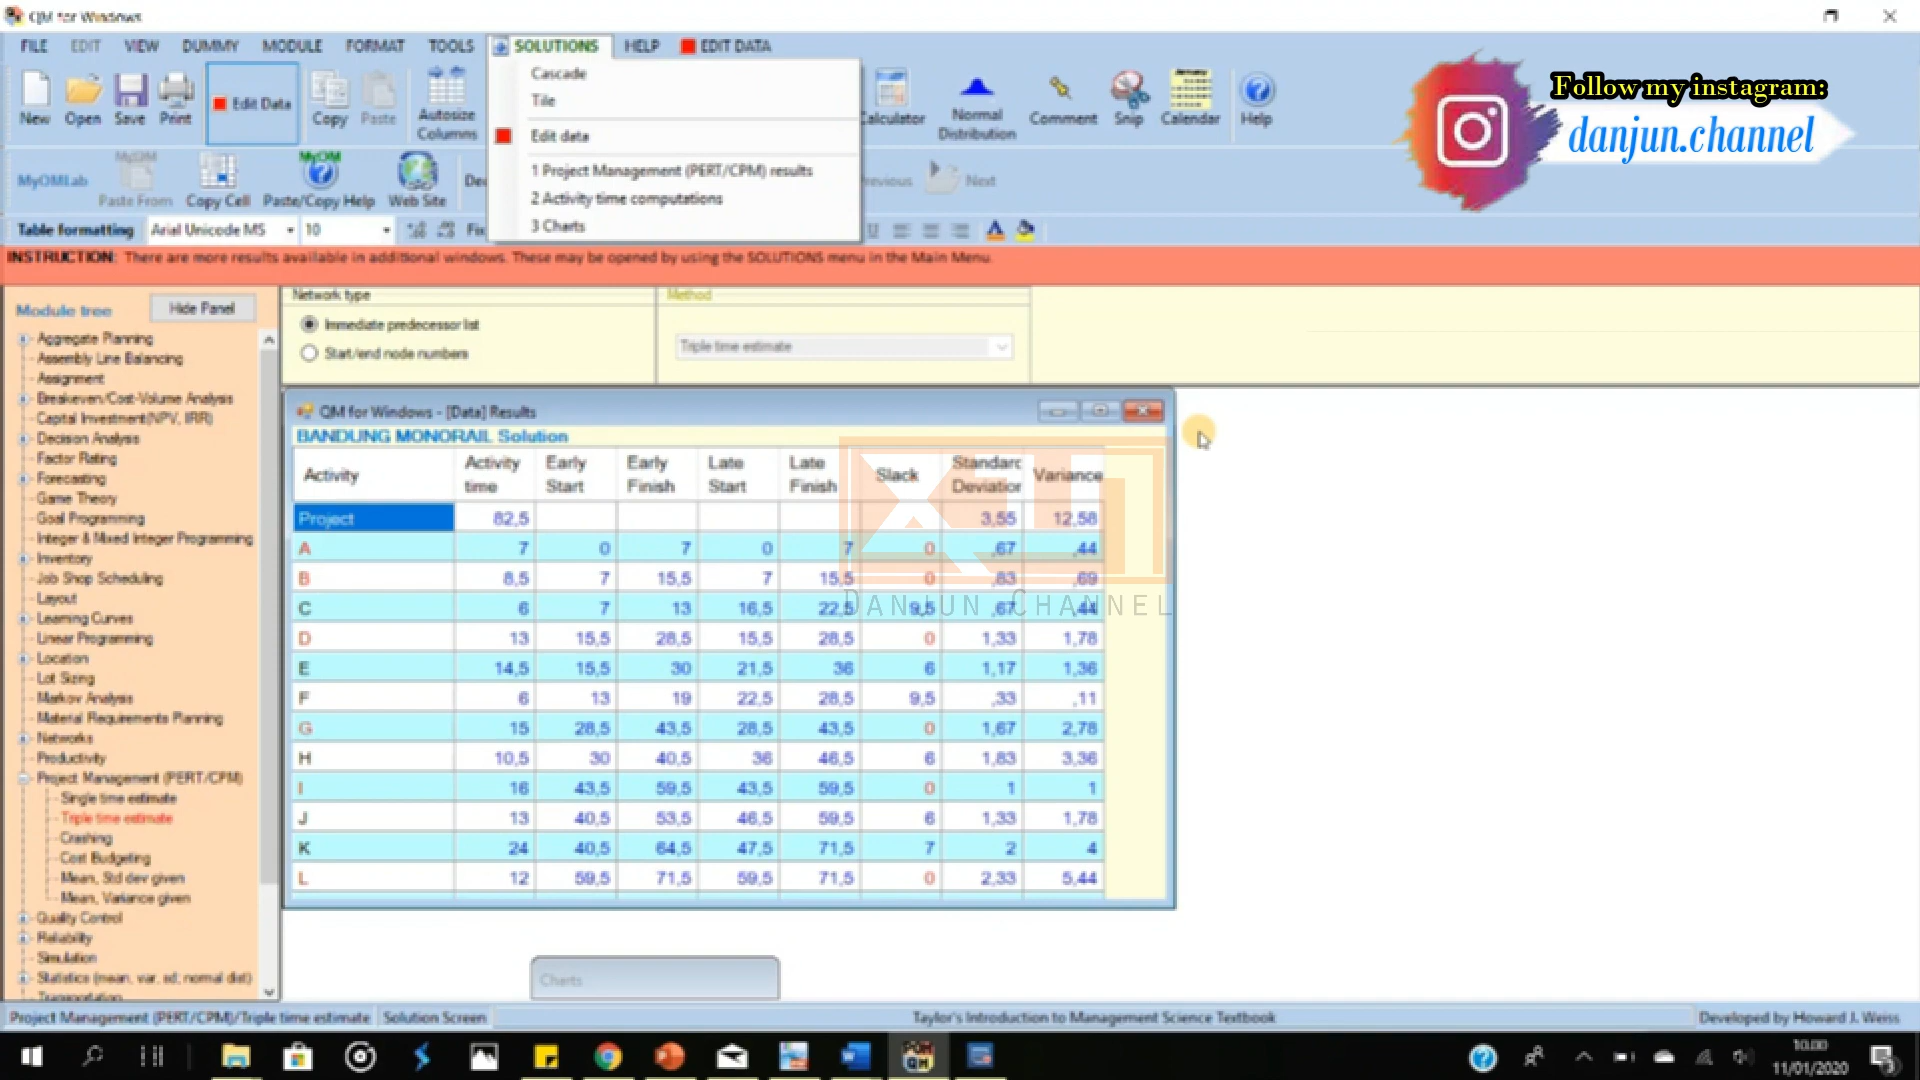 QM for Windows
FILE EDIT VIEW DUMMY MODULE FORMAT TOOLS SOLUTIONS HELP EDIT DATA
Cascade
Tile
Edit data
1 Project Management (PERT/CPM) results
2 Activity time computations
3 Charts
New Open Save Print Edit Data Copy Paste Autosize Columns Calculator Normal Distribution Comment Snip Calendar Help
MyOMLab Paste From Copy Cell Paste/Copy Help Web Site Next
Table formatting Arial Unicode MS 10 Fix
Follow my instagram:
danjun.channel
INSTRUCTION: There are more results available in additional windows. These may be opened by using the SOLUTIONS menu in the Main Menu.
Module tree Hide Panel
Aggregate Planning
Assembly Line Balancing
Assignment
Breakeven/Cost-Volume Analysis
Capital Investment(NPV, IRR)
Decision Analysis
Factor Rating
Forecasting
Game Theory
Goal Programming
Integer & Mixed Integer Programming
Inventory
Job Shop Scheduling
Layout
Learning Curves
Linear Programming
Location
Lot Sizing
Markov Analysis
Material Requirements Planning
Networks
Productivity
Project Management (PERT/CPM)
Single time estimate
Triple time estimate
Crashing
Cost Budgeting
Mean, Std dev given
Mean, Variance given
Quality Control
Reliability
Simulation
Statistics (mean, var, sd, normal dist)
Transportation
Network type
Immediate predecessor list
Start/end node numbers
Method
Triple time estimate
QM for Windows - [Data] Results
BANDUNG MONORAIL Solution
Activity Activity time Early Start Early Finish Late Start Late Finish Slack Standard Deviation Variance
Project 82,5 3,55 12,58
A 7 0 7 0 7 0 ,67 ,44
B 8,5 7 15,5 7 15,5 0 ,83 ,69
C 6 7 13 16,5 22,5 9,5 ,67 ,44
D 13 15,5 28,5 15,5 28,5 0 1,33 1,78
E 14,5 15,5 30 21,5 36 6 1,17 1,36
F 6 13 19 22,5 28,5 9,5 ,33 ,11
G 15 28,5 43,5 28,5 43,5 0 1,67 2,78
H 10,5 30 40,5 36 46,5 6 1,83 3,36
I 16 43,5 59,5 43,5 59,5 0 1 1
J 13 40,5 53,5 46,5 59,5 6 1,33 1,78
K 24 40,5 64,5 47,5 71,5 7 2 4
L 12 59,5 71,5 59,5 71,5 0 2,33 5,44
DANJUN CHANNEL
Charts
Project Management (PERT/CPM)/Triple time estimate Solution Screen Taylor's Introduction to Management Science Textbook Developed by Howard J. Weiss
10.00
11/01/2020